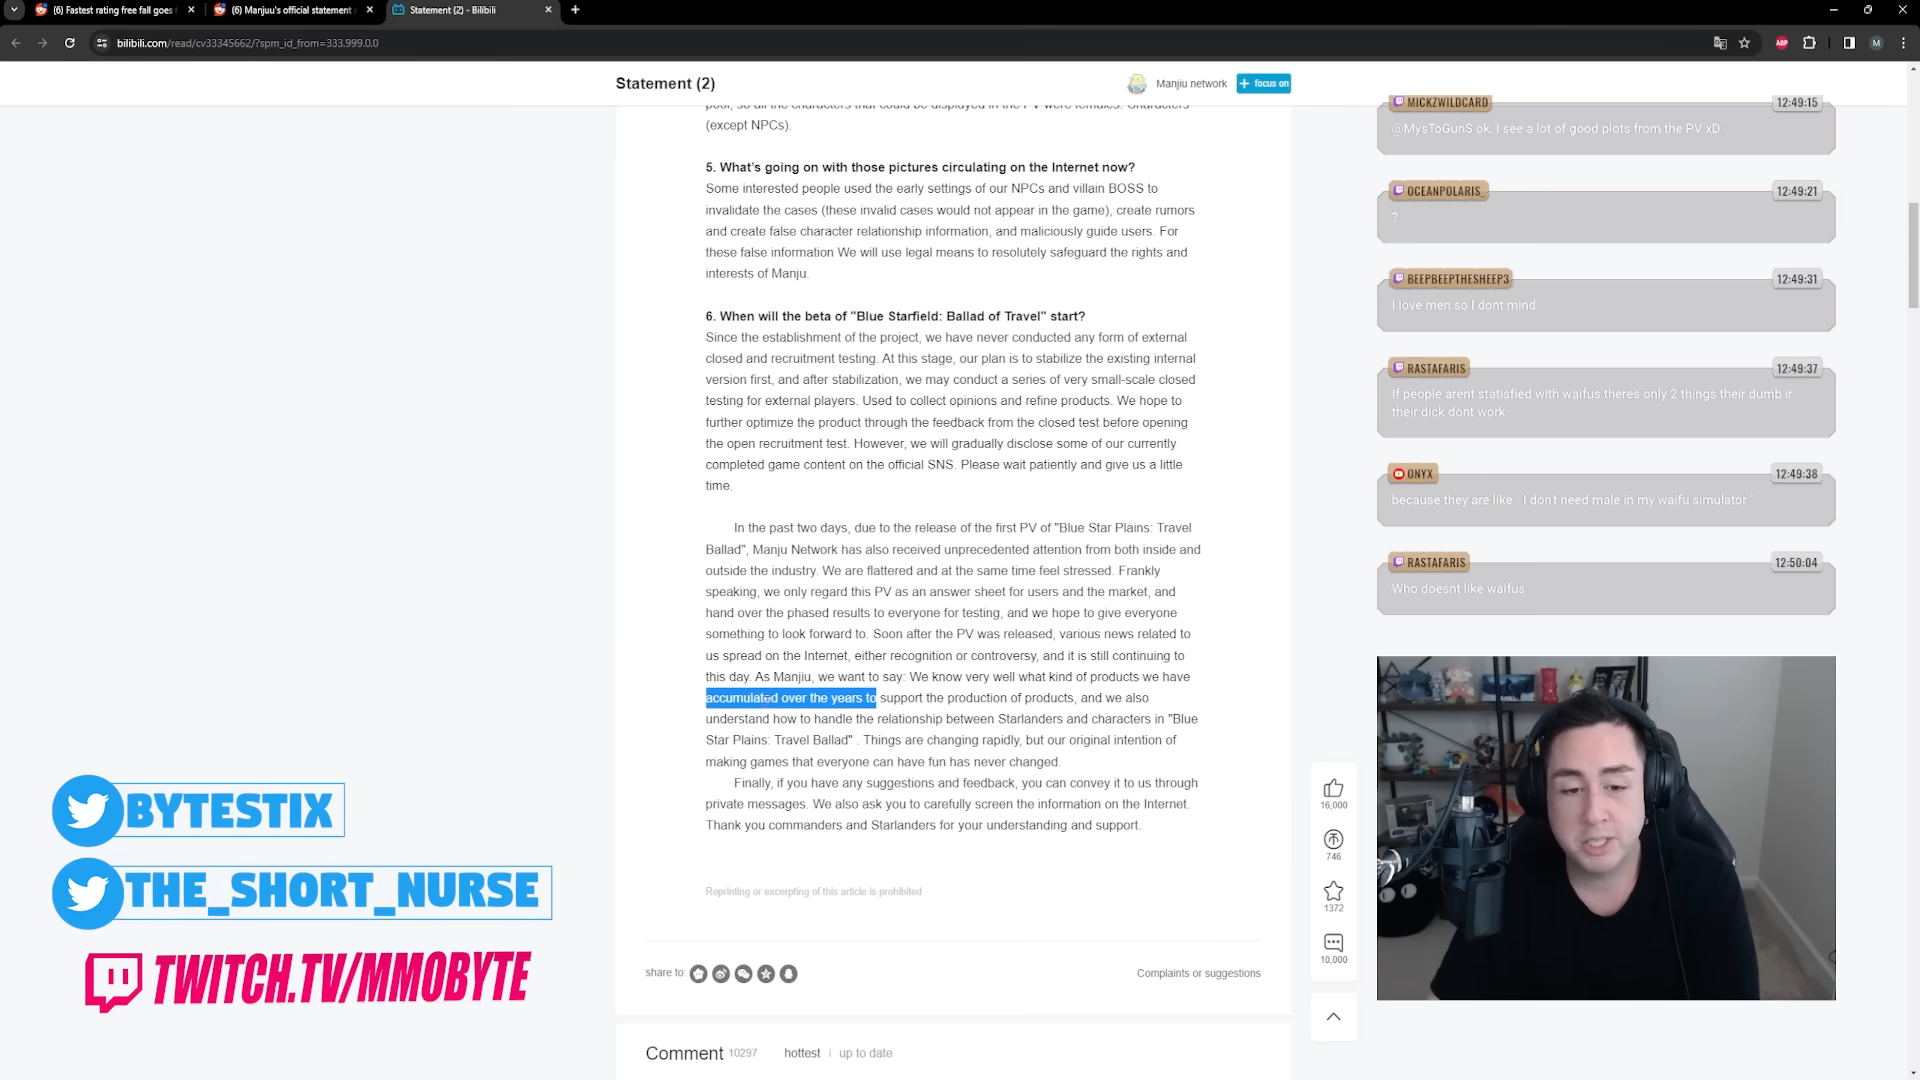 (6) Fastest rating free fall goes
(6) Manjuu's official statement
Statement (2) - Bilibili
bilibili.com/read/cv33345662/?spm_id_from=333.999.0.0
ABP
M
Statement (2)
Manjiu network
+ focus on
pool, so all the characters that could be displayed in the PV were females. Characters
(except NPCs).
5. What's going on with those pictures circulating on the Internet now?
Some interested people used the early settings of our NPCs and villain BOSS to
invalidate the cases (these invalid cases would not appear in the game), create rumors
and create false character relationship information, and maliciously guide users. For
these false information We will use legal means to resolutely safeguard the rights and
interests of Manju.
6. When will the beta of "Blue Starfield: Ballad of Travel" start?
Since the establishment of the project, we have never conducted any form of external
closed and recruitment testing. At this stage, our plan is to stabilize the existing internal
version first, and after stabilization, we may conduct a series of very small-scale closed
testing for external players. Used to collect opinions and refine products. We hope to
further optimize the product through the feedback from the closed test before opening
the open recruitment test. However, we will gradually disclose some of our currently
completed game content on the official SNS. Please wait patiently and give us a little
time.
In the past two days, due to the release of the first PV of "Blue Star Plains: Travel
Ballad", Manju Network has also received unprecedented attention from both inside and
outside the industry. We are flattered and at the same time feel stressed. Frankly
speaking, we only regard this PV as an answer sheet for users and the market, and
hand over the phased results to everyone for testing, and we hope to give everyone
something to look forward to. Soon after the PV was released, various news related to
us spread on the Internet, either recognition or controversy, and it is still continuing to
this day. As Manjiu, we want to say: We know very well what kind of products we have
accumulated over the years to support the production of products, and we also
understand how to handle the relationship between Starlanders and characters in "Blue
Star Plains: Travel Ballad" . Things are changing rapidly, but our original intention of
making games that everyone can have fun has never changed.
Finally, if you have any suggestions and feedback, you can convey it to us through
private messages. We also ask you to carefully screen the information on the Internet.
Thank you commanders and Starlanders for your understanding and support.
Reprinting or excerpting of this article is prohibited
share to:
Complaints or suggestions
Comment 10297 hottest | up to date
16,000
746
1372
10,000
MICKZWILDCARD 12:49:15
@MysToGunS ok, I see a lot of good plots from the PV xD
OCEANPOLARIS_ 12:49:21
?
BEEPBEEPTHESHEEP3 12:49:31
I love men so I dont mind
RASTAFARIS 12:49:37
If people arent statisfied with waifus theres only 2 things their dumb ir
their dick dont work
ONYX 12:49:38
because they are like `I don't need male in my waifu simulator`
RASTAFARIS 12:50:04
Who doesnt like waifus
BYTESTIX
THE_SHORT_NURSE
TWITCH.TV/MMOBYTE